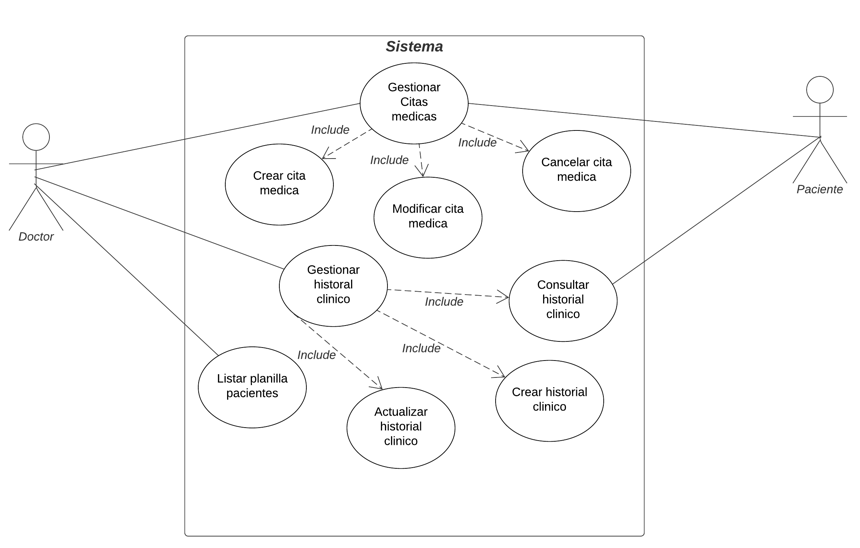 Sistema
Gestionar
Citas
medicas
Include
Include
Include
Crear cita
medica
Modificar cita
medica
Cancelar cita
medica
Doctor
Paciente
Gestionar
historal
clinico
Include
Consultar
historial
clinico
Include
Include
Listar planilla
pacientes
Actualizar
historial
clinico
Crear historial
clinico